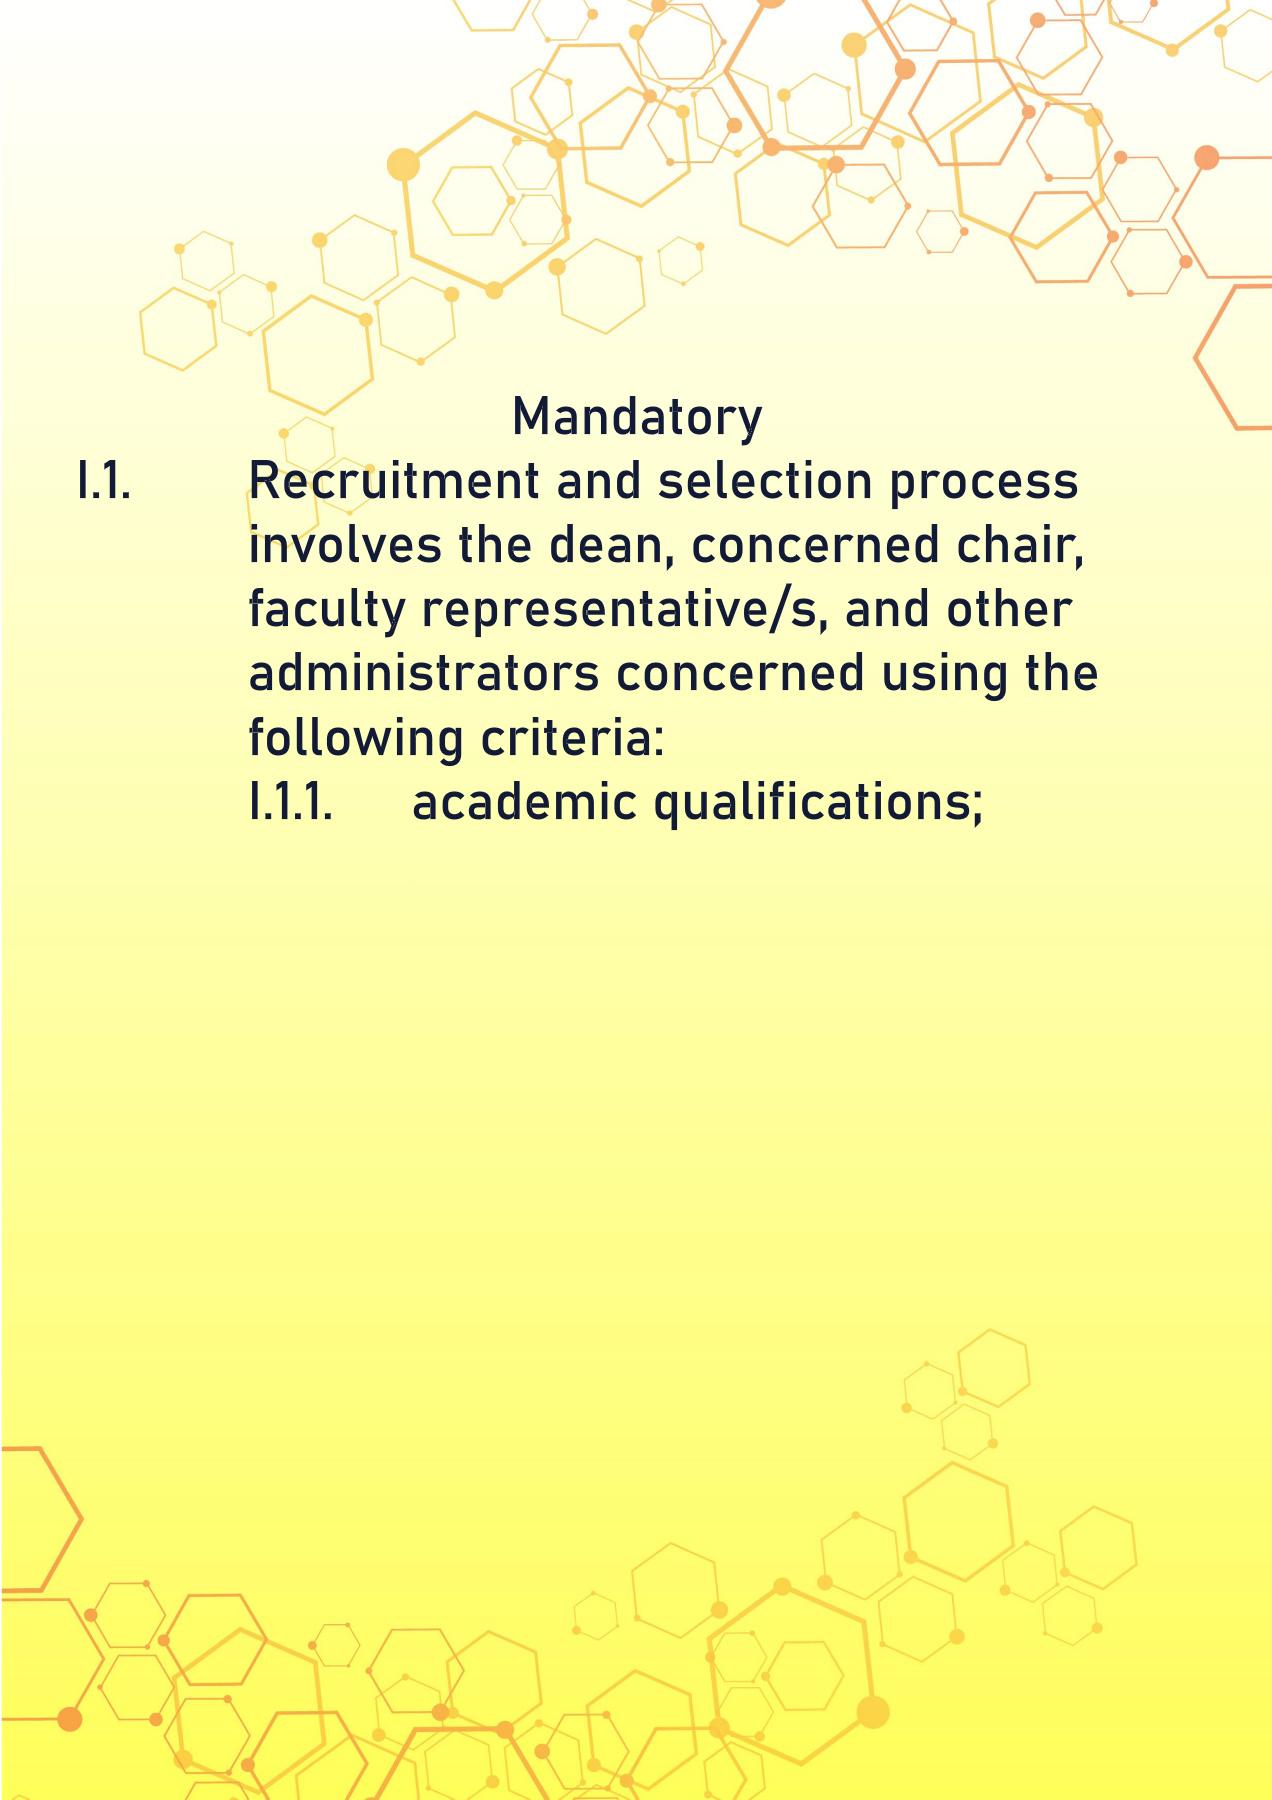 Mandatory
I.1. Recruitment and selection process
involves the dean, concerned chair,
faculty representative/s, and other
administrators concerned using the
following criteria:
I.1.1. academic qualifications;